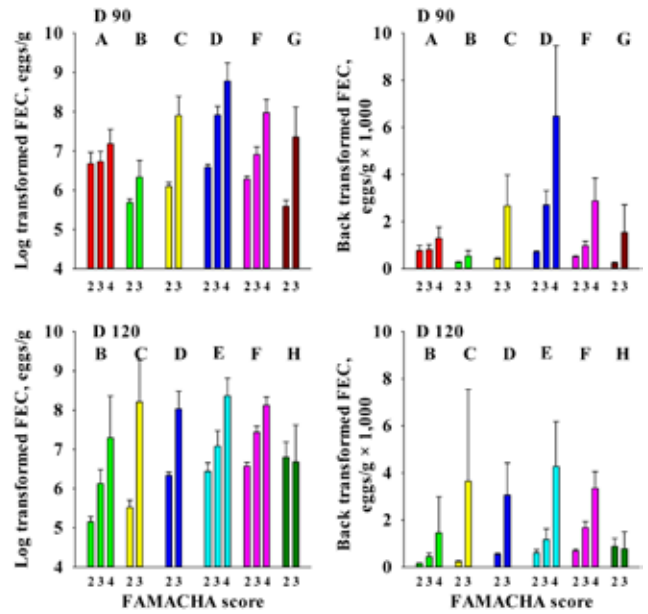 D 90
A B C D F G
Log transformed FEC, eggs/g
10
9
8
7
6
5
4
2 3 4 2 3 2 3 2 3 4 2 3 4 2 3
D 90
A B C D F G
Back transformed FEC,
eggs/g × 1,000
10
8
6
4
2
0
2 3 4 2 3 2 3 2 3 4 2 3 4 2 3
D 120
B C D E F H
Log transformed FEC, eggs/g
10
9
8
7
6
5
4
2 3 4 2 3 2 3 2 3 4 2 3 4 2 3
FAMACHA score
D 120
B C D E F H
Back transformed FEC,
eggs/g × 1,000
10
8
6
4
2
0
2 3 4 2 3 2 3 2 3 4 2 3 4 2 3
FAMACHA score